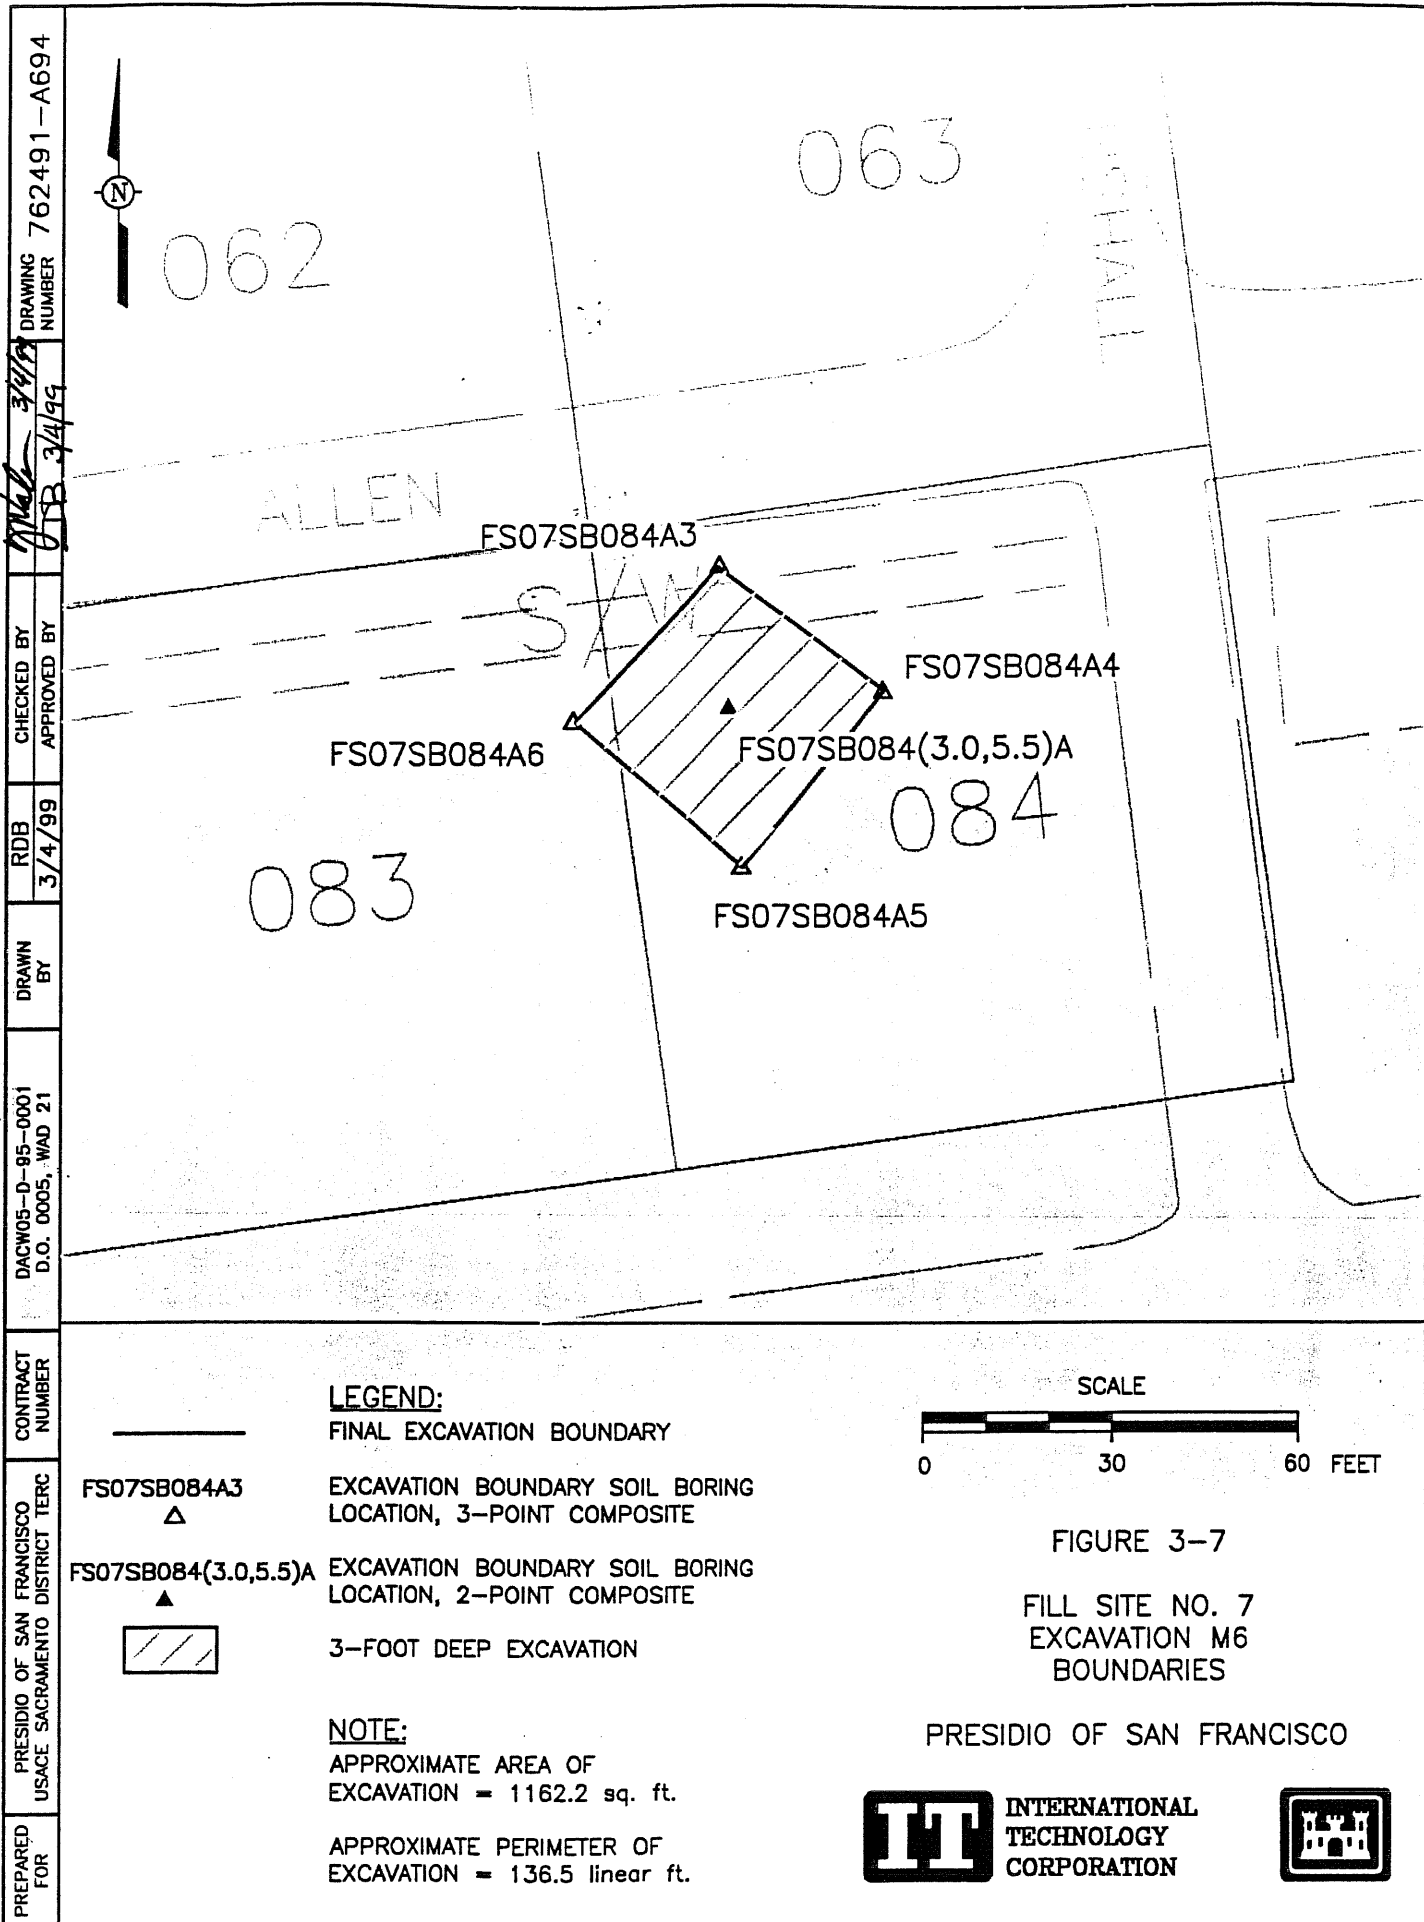 DRAWING NUMBER 762491-A694
3/4/99
3/4/99
CHECKED BY
APPROVED BY
RDB
3/4/99
DRAWN BY
DACW05-D-95-0001
D.O. 0005, WAD 21
CONTRACT NUMBER
PRESIDIO OF SAN FRANCISCO
USACE SACRAMENTO DISTRICT TERC
PREPARED FOR
N
062
063
ALLEN
S/W
FS07SB084A3
FS07SB084A4
FS07SB084A6
FS07SB084(3.0,5.5)A
084
083
FS07SB084A5
LEGEND:
FINAL EXCAVATION BOUNDARY
FS07SB084A3
EXCAVATION BOUNDARY SOIL BORING
LOCATION, 3-POINT COMPOSITE
FS07SB084(3.0,5.5)A
EXCAVATION BOUNDARY SOIL BORING
LOCATION, 2-POINT COMPOSITE
3-FOOT DEEP EXCAVATION
NOTE:
APPROXIMATE AREA OF
EXCAVATION = 1162.2 sq. ft.
APPROXIMATE PERIMETER OF
EXCAVATION = 136.5 linear ft.
SCALE
0 30 60 FEET
FIGURE 3-7
FILL SITE NO. 7
EXCAVATION M6
BOUNDARIES
PRESIDIO OF SAN FRANCISCO
IT
INTERNATIONAL
TECHNOLOGY
CORPORATION